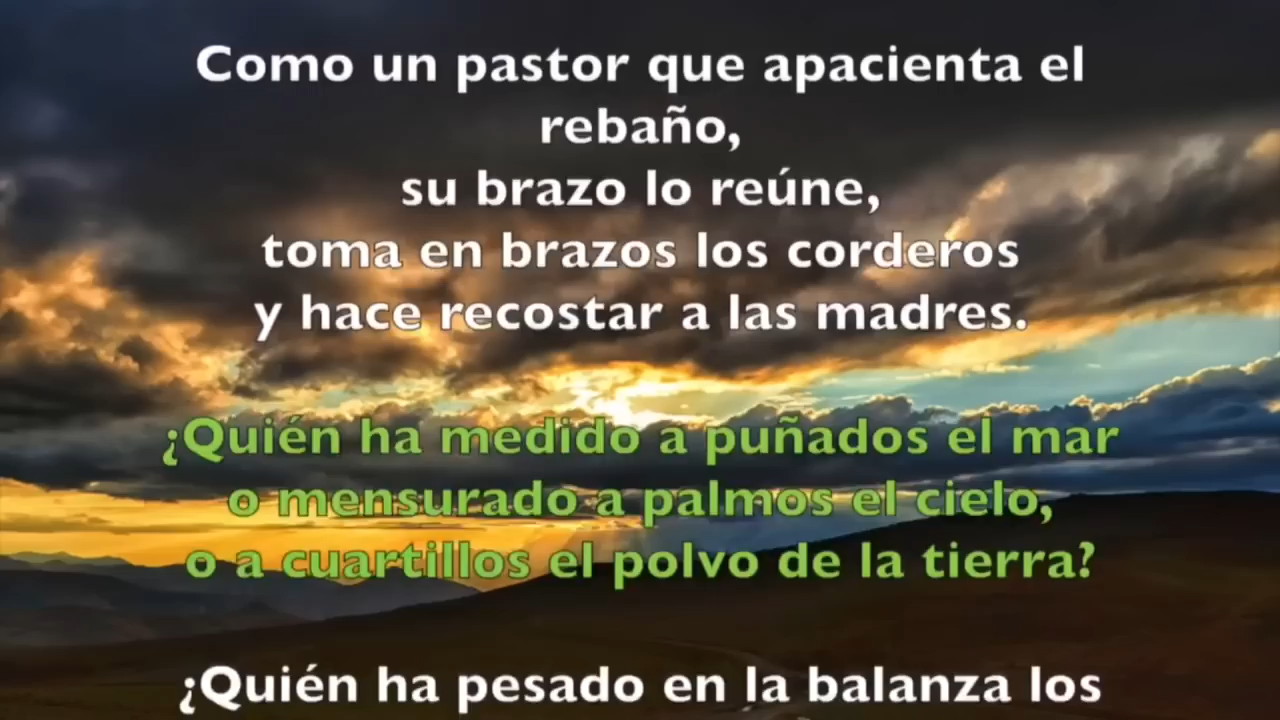 Como un pastor que apacienta el
rebaño,
su brazo lo reúne,
toma en brazos los corderos
y hace recostar a las madres.
¿Quién ha medido a puñados el mar
o mensurado a palmos el cielo,
o a cuartillos el polvo de la tierra?
¿Quién ha pesado en la balanza los